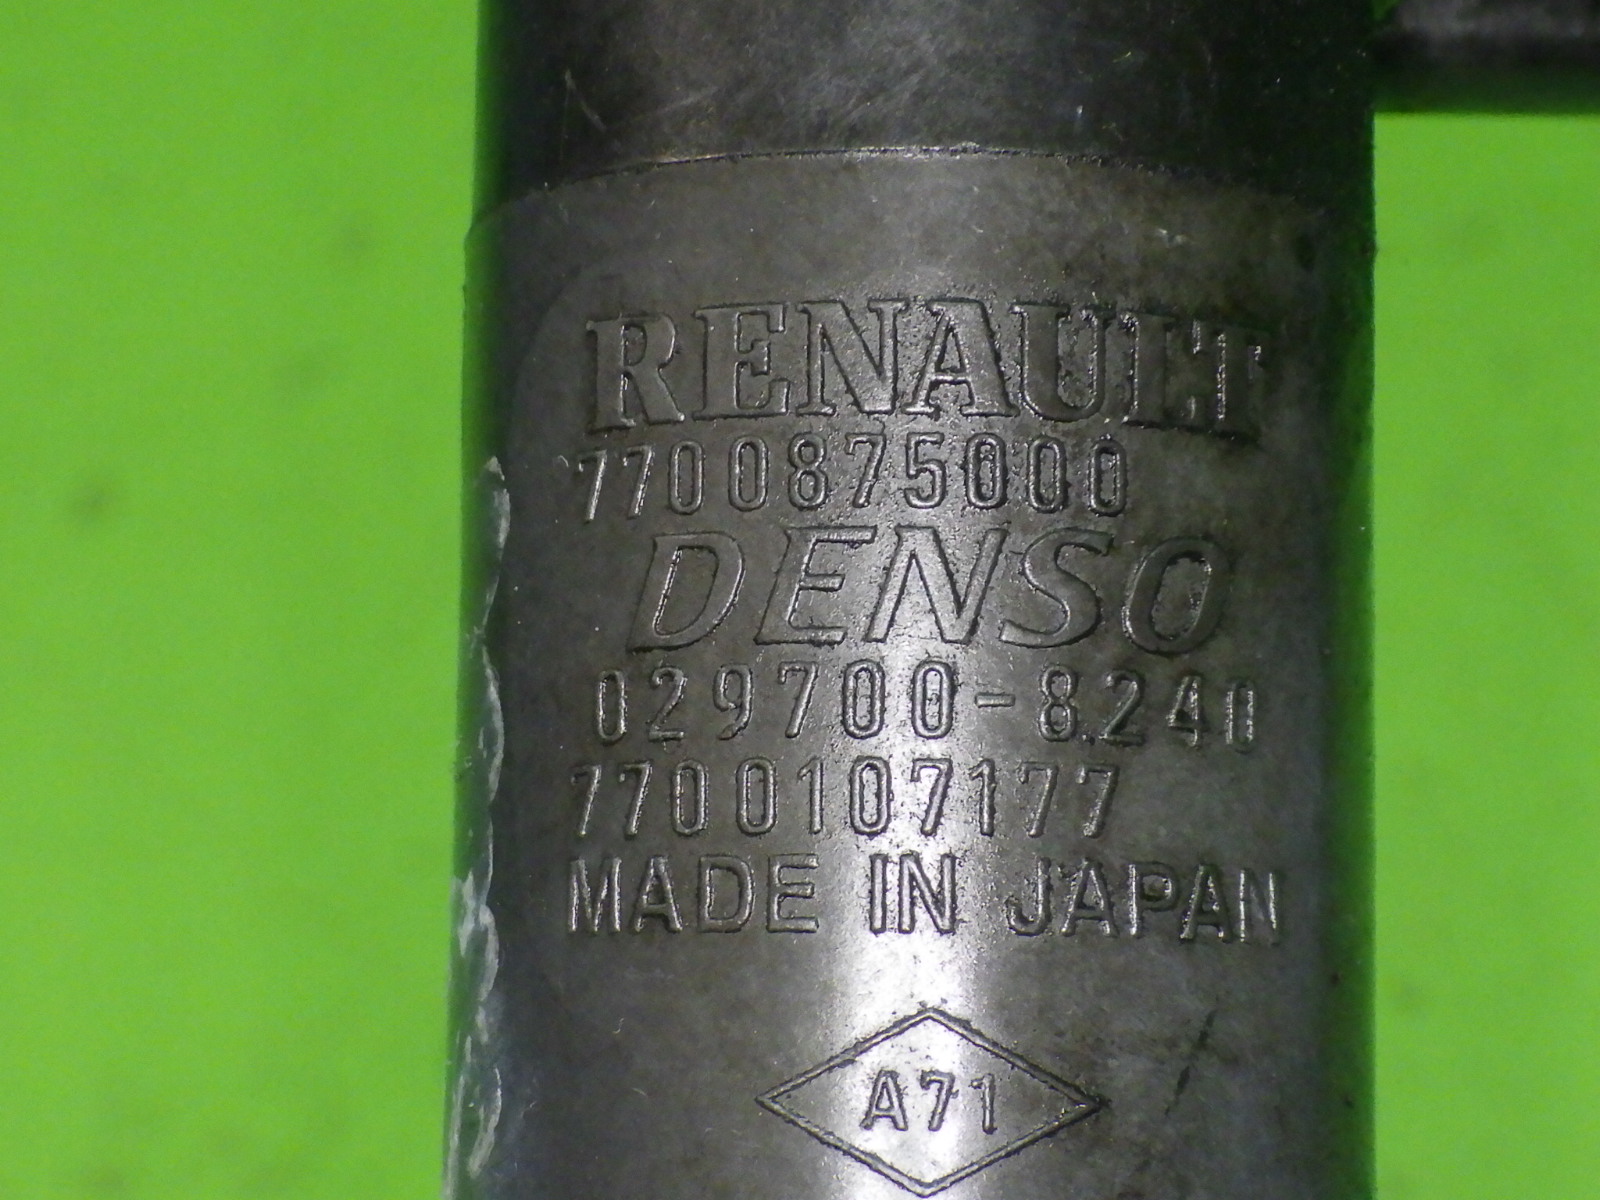 RENAULT
7700875000
DENSO
029700-8240
7700107177
MADE IN JAPAN
A71